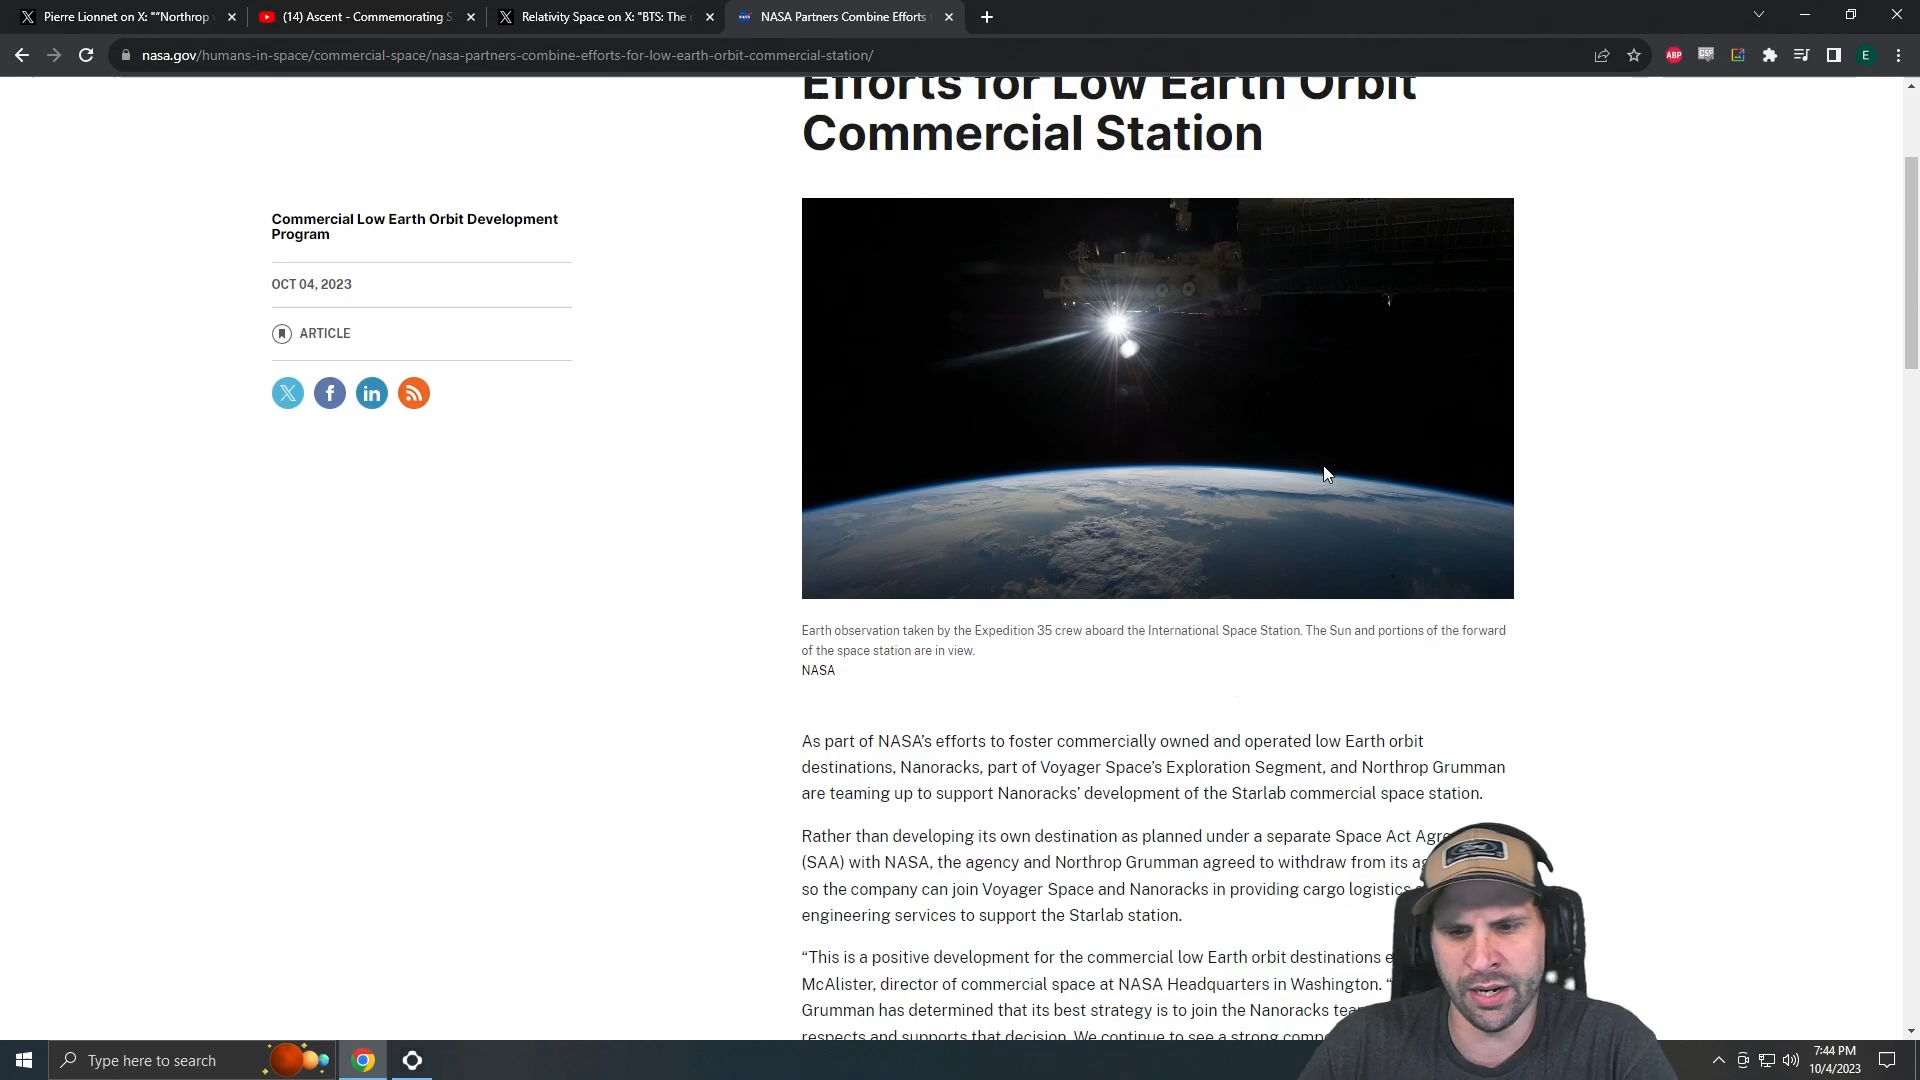 Pierre Lionnet on X: "“Northrop
(14) Ascent - Commemorating S
Relativity Space on X: "BTS: The
NASA Partners Combine Efforts
nasa.gov/humans-in-space/commercial-space/nasa-partners-combine-efforts-for-low-earth-orbit-commercial-station/
ABP
E
Efforts for Low Earth Orbit
Commercial Station
Commercial Low Earth Orbit Development
Program
OCT 04, 2023
ARTICLE
Earth observation taken by the Expedition 35 crew aboard the International Space Station. The Sun and portions of the forward
of the space station are in view.
NASA
As part of NASA’s efforts to foster commercially owned and operated low Earth orbit
destinations, Nanoracks, part of Voyager Space’s Exploration Segment, and Northrop Grumman
are teaming up to support Nanoracks’ development of the Starlab commercial space station.
Rather than developing its own destination as planned under a separate Space Act Agre
(SAA) with NASA, the agency and Northrop Grumman agreed to withdraw from its ag
so the company can join Voyager Space and Nanoracks in providing cargo logistics
engineering services to support the Starlab station.
“This is a positive development for the commercial low Earth orbit destinations e
McAlister, director of commercial space at NASA Headquarters in Washington. “
Grumman has determined that its best strategy is to join the Nanoracks tea
respects and supports that decision. We continue to see a strong comp
Type here to search
7:44 PM
10/4/2023